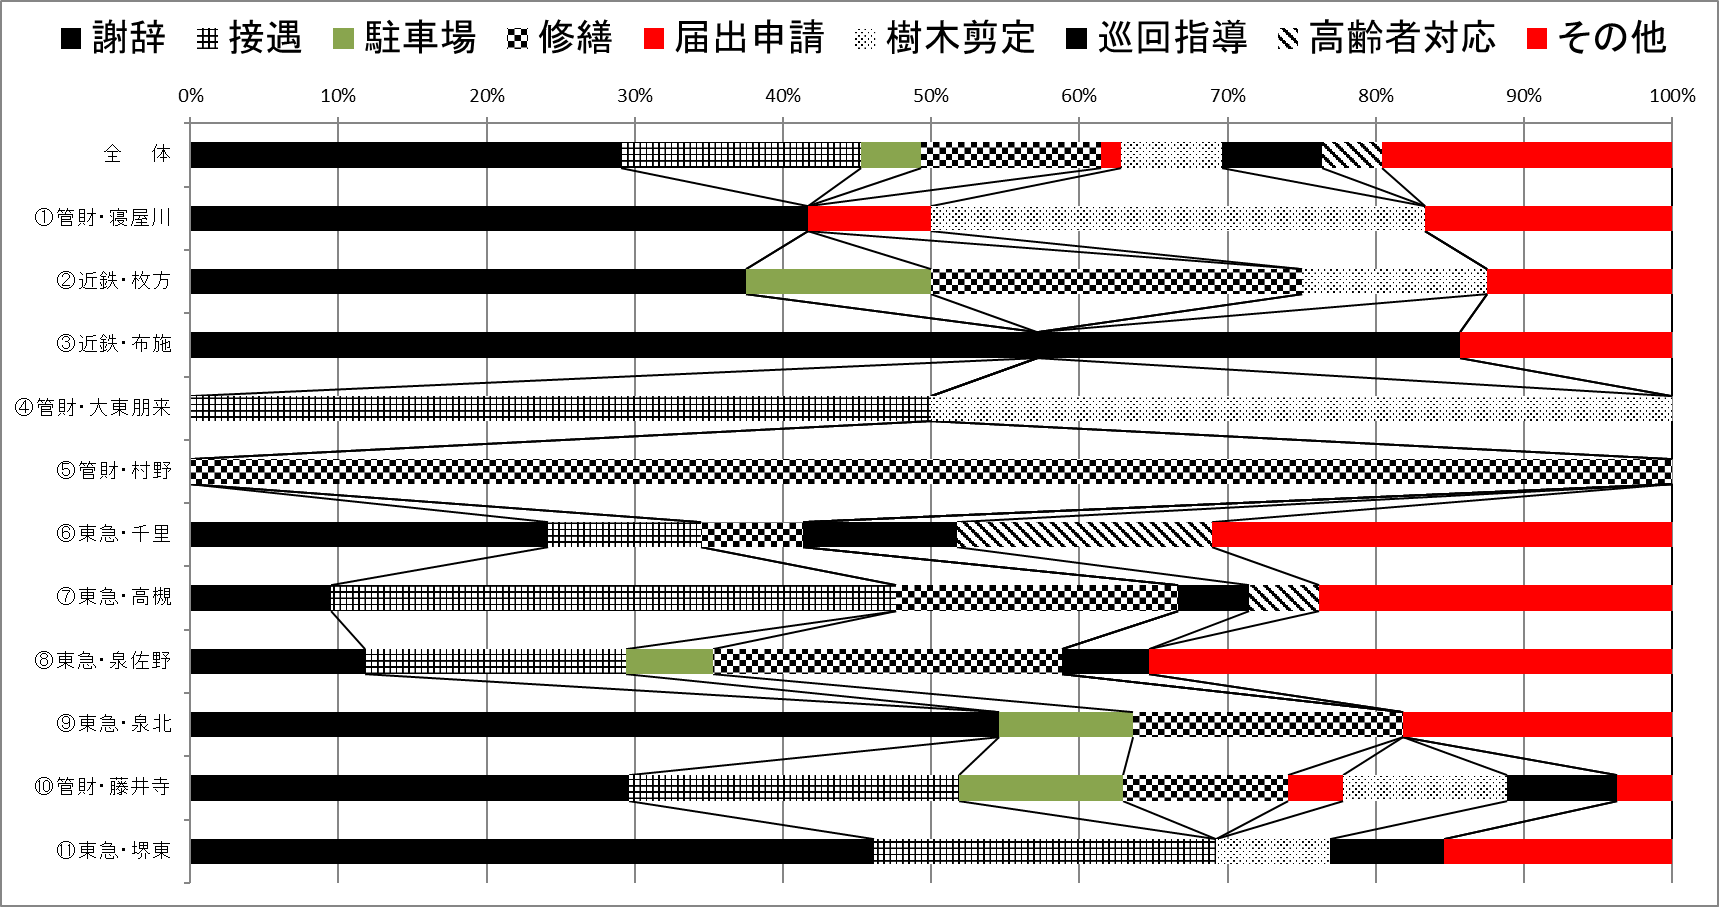 謝辞 接遇 駐車場 修繕 届出申請 樹木剪定 巡回指導 高齢者対応 その他
0% 10% 20% 30% 40% 50% 60% 70% 80% 90% 100%
全 体
①管財・寝屋川
②近鉄・枚方
③近鉄・布施
④管財・大東朋来
⑤管財・村野
⑥東急・千里
⑦東急・高槻
⑧東急・泉佐野
⑨東急・泉北
⑩管財・藤井寺
⑪東急・堺東